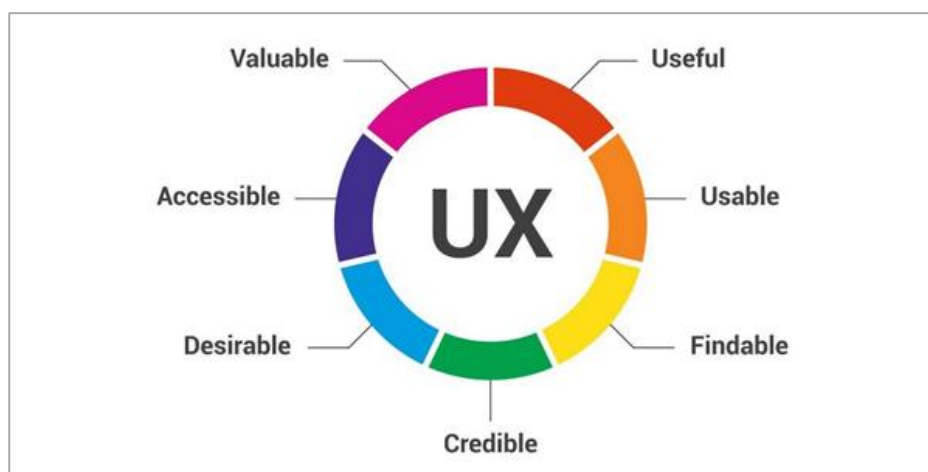 Valuable
Useful
Accessible
UX
Usable
Desirable
Findable
Credible